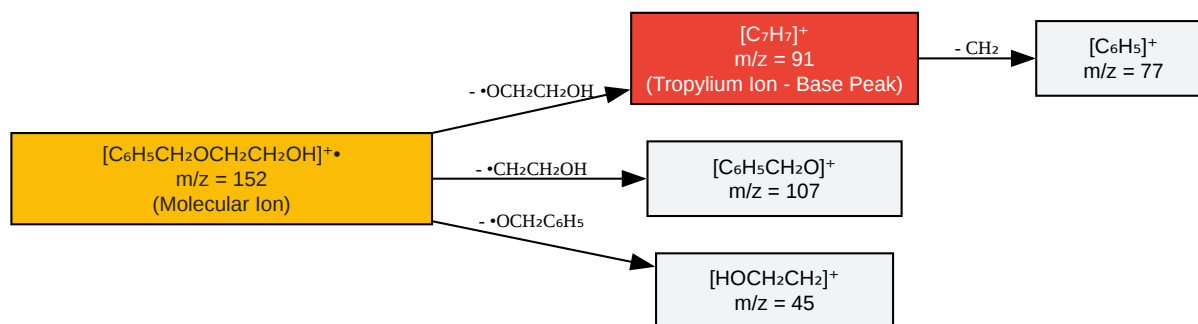 [C₇H₇]⁺
m/z = 91
(Tropylium Ion - Base Peak)
- CH₂
[C₆H₅]⁺
m/z = 77
- •OCH₂CH₂OH
[C₆H₅CH₂OCH₂CH₂OH]⁺•
m/z = 152
(Molecular Ion)
- •CH₂CH₂OH
[C₆H₅CH₂O]⁺
m/z = 107
- •OCH₂C₆H₅
[HOCH₂CH₂]⁺
m/z = 45